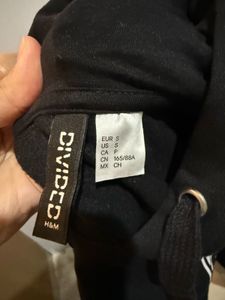 DIVIDED
H&M
EUR S
US S
CA P
CN 165/88A
MX CH